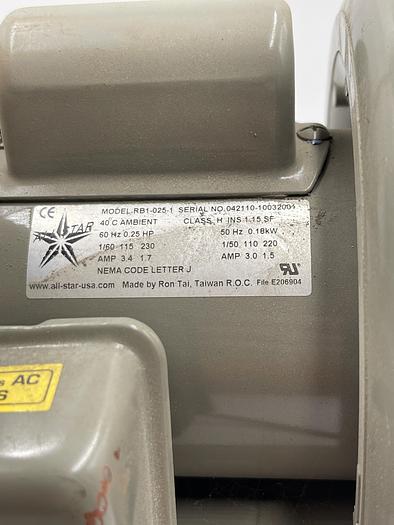 CE MODEL RB1-025-1 SERIAL NO.042110-10032001
40 C AMBIENT CLASS H INS 1.15 SF
STAR
60 Hz 0.25 HP 50 Hz 0.18kW
1/60 115 230 1/50 110 220
AMP 3.4 1.7 AMP 3.0 1.5
NEMA CODE LETTER J
www.all-star-usa.com Made by Ron Tai, Taiwan R.O.C. File E206904
AC